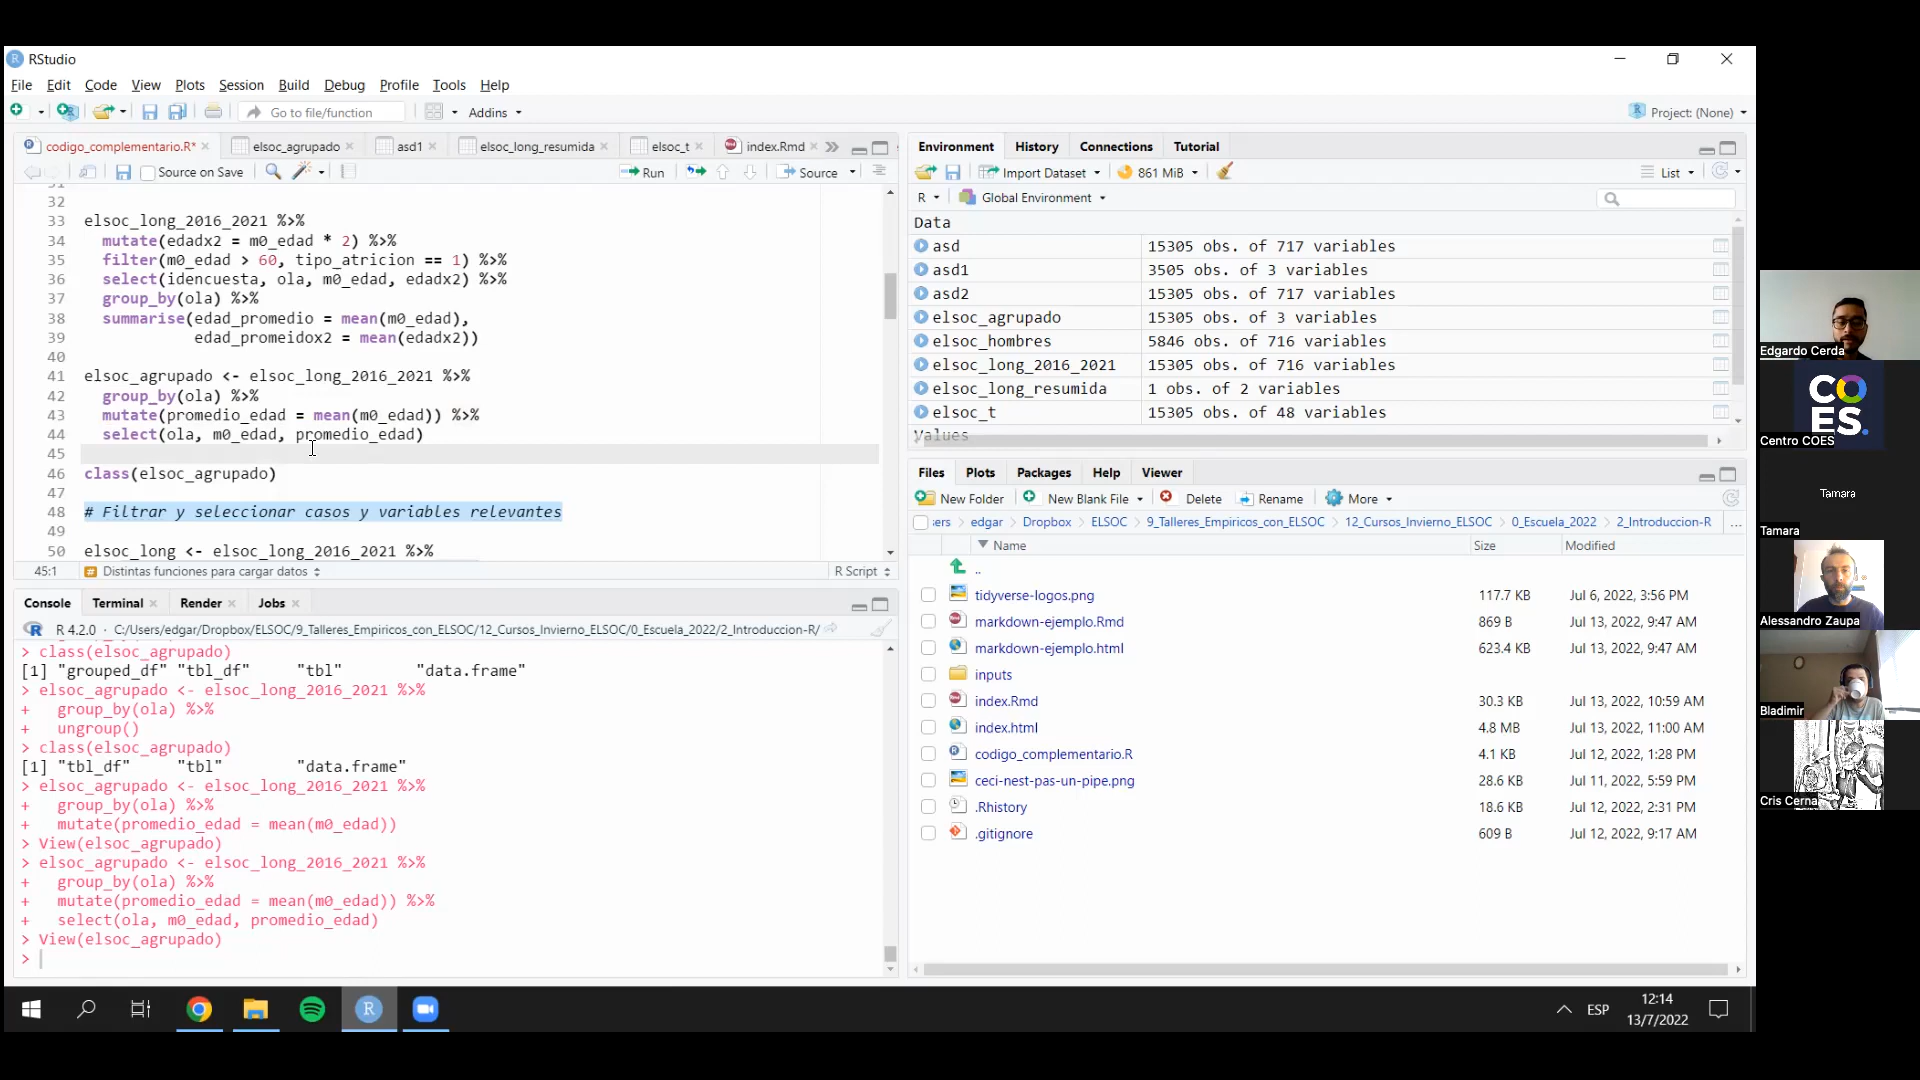 RStudio
File Edit Code View Plots Session Build Debug Profile Tools Help
Go to file/function Addins Project: (None)
codigo_complementario.R* elsoc_agrupado asd1 elsoc_long_resumida elsoc_t index.Rmd
Source on Save Run Source
31
32
33 elsoc_long_2016_2021 %>%
34 mutate(edadx2 = m0_edad * 2) %>%
35 filter(m0_edad > 60, tipo_atricion == 1) %>%
36 select(idencuesta, ola, m0_edad, edadx2) %>%
37 group_by(ola) %>%
38 summarise(edad_promedio = mean(m0_edad),
39 edad_promeidox2 = mean(edadx2))
40
41 elsoc_agrupado <- elsoc_long_2016_2021 %>%
42 group_by(ola) %>%
43 mutate(promedio_edad = mean(m0_edad)) %>%
44 select(ola, m0_edad, promedio_edad)
45
46 class(elsoc_agrupado)
47
48 # Filtrar y seleccionar casos y variables relevantes
49
50 elsoc_long <- elsoc_long_2016_2021 %>%
45:1 Distintas funciones para cargar datos R Script
Console Terminal Render Jobs
R 4.2.0 · C:/Users/edgar/Dropbox/ELSOC/9_Talleres_Empiricos_con_ELSOC/12_Cursos_Invierno_ELSOC/0_Escuela_2022/2_Introduccion-R/
> class(elsoc_agrupado)
[1] "grouped_df" "tbl_df" "tbl" "data.frame"
> elsoc_agrupado <- elsoc_long_2016_2021 %>%
+ group_by(ola) %>%
+ ungroup()
> class(elsoc_agrupado)
[1] "tbl_df" "tbl" "data.frame"
> elsoc_agrupado <- elsoc_long_2016_2021 %>%
+ group_by(ola) %>%
+ mutate(promedio_edad = mean(m0_edad))
> View(elsoc_agrupado)
> elsoc_agrupado <- elsoc_long_2016_2021 %>%
+ group_by(ola) %>%
+ mutate(promedio_edad = mean(m0_edad)) %>%
+ select(ola, m0_edad, promedio_edad)
> View(elsoc_agrupado)
>
Environment History Connections Tutorial
Import Dataset 861 MiB List
R Global Environment
Data
asd 15305 obs. of 717 variables
asd1 3505 obs. of 3 variables
asd2 15305 obs. of 717 variables
elsoc_agrupado 15305 obs. of 3 variables
elsoc_hombres 5846 obs. of 716 variables
elsoc_long_2016_2021 15305 obs. of 716 variables
elsoc_long_resumida 1 obs. of 2 variables
elsoc_t 15305 obs. of 48 variables
Values
Files Plots Packages Help Viewer
New Folder New Blank File Delete Rename More
ers edgar Dropbox ELSOC 9_Talleres_Empiricos_con_ELSOC 12_Cursos_Invierno_ELSOC 0_Escuela_2022 2_Introduccion-R ...
Name Size Modified
..
tidyverse-logos.png 117.7 KB Jul 6, 2022, 3:56 PM
markdown-ejemplo.Rmd 869 B Jul 13, 2022, 9:47 AM
markdown-ejemplo.html 623.4 KB Jul 13, 2022, 9:47 AM
inputs
index.Rmd 30.3 KB Jul 13, 2022, 10:59 AM
index.html 4.8 MB Jul 13, 2022, 11:00 AM
codigo_complementario.R 4.1 KB Jul 12, 2022, 1:28 PM
ceci-nest-pas-un-pipe.png 28.6 KB Jul 11, 2022, 5:59 PM
.Rhistory 18.6 KB Jul 12, 2022, 2:31 PM
.gitignore 609 B Jul 12, 2022, 9:17 AM
Edgardo Cerda
COES.
Centro COES
Tamara
Tamara
Alessandro Zaupa
Bladimir
Cris Cerna
ESP
12:14
13/7/2022